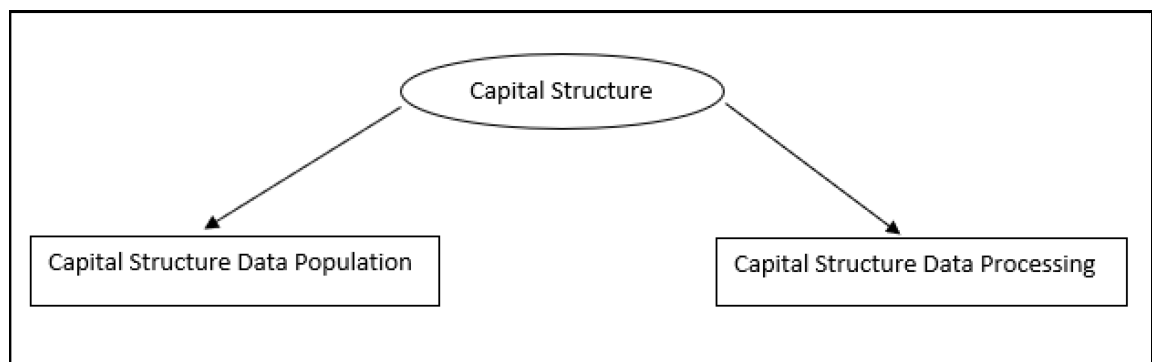 Capital Structure
Capital Structure Data Population
Capital Structure Data Processing